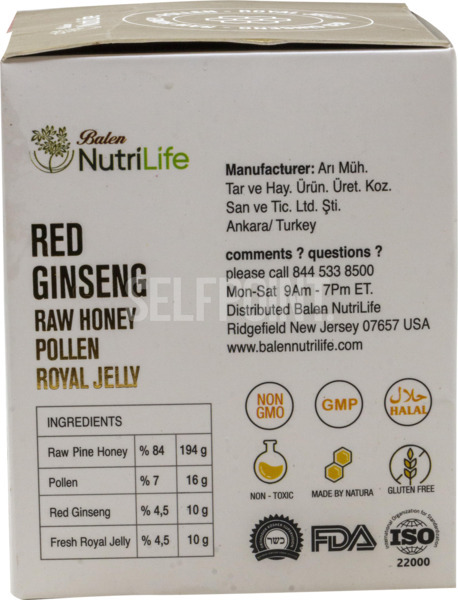 Balen
NutriLife
RED
GINSENG
RAW HONEY
POLLEN
ROYAL JELLY
INGREDIENTS
Raw Pine Honey % 84 194 g
Pollen % 7 16 g
Red Ginseng % 4,5 10 g
Fresh Royal Jelly % 4,5 10 g
Manufacturer: Arı Müh.
Tar ve Hay. Ürün. Üret. Koz.
San ve Tic. Ltd. Şti.
Ankara/ Turkey
comments ? questions ?
please call 844 533 8500
Mon-Sat 9Am - 7Pm ET.
Distributed Balen NutriLife
Ridgefield New Jersey 07657 USA
www.balennutrilife.com
NON
GMO
GMP
حلال
HALAL
NON - TOXIC
MADE BY NATURA
GLUTEN FREE
כשר
FDA
International Organization for Standardization
ISO
22000